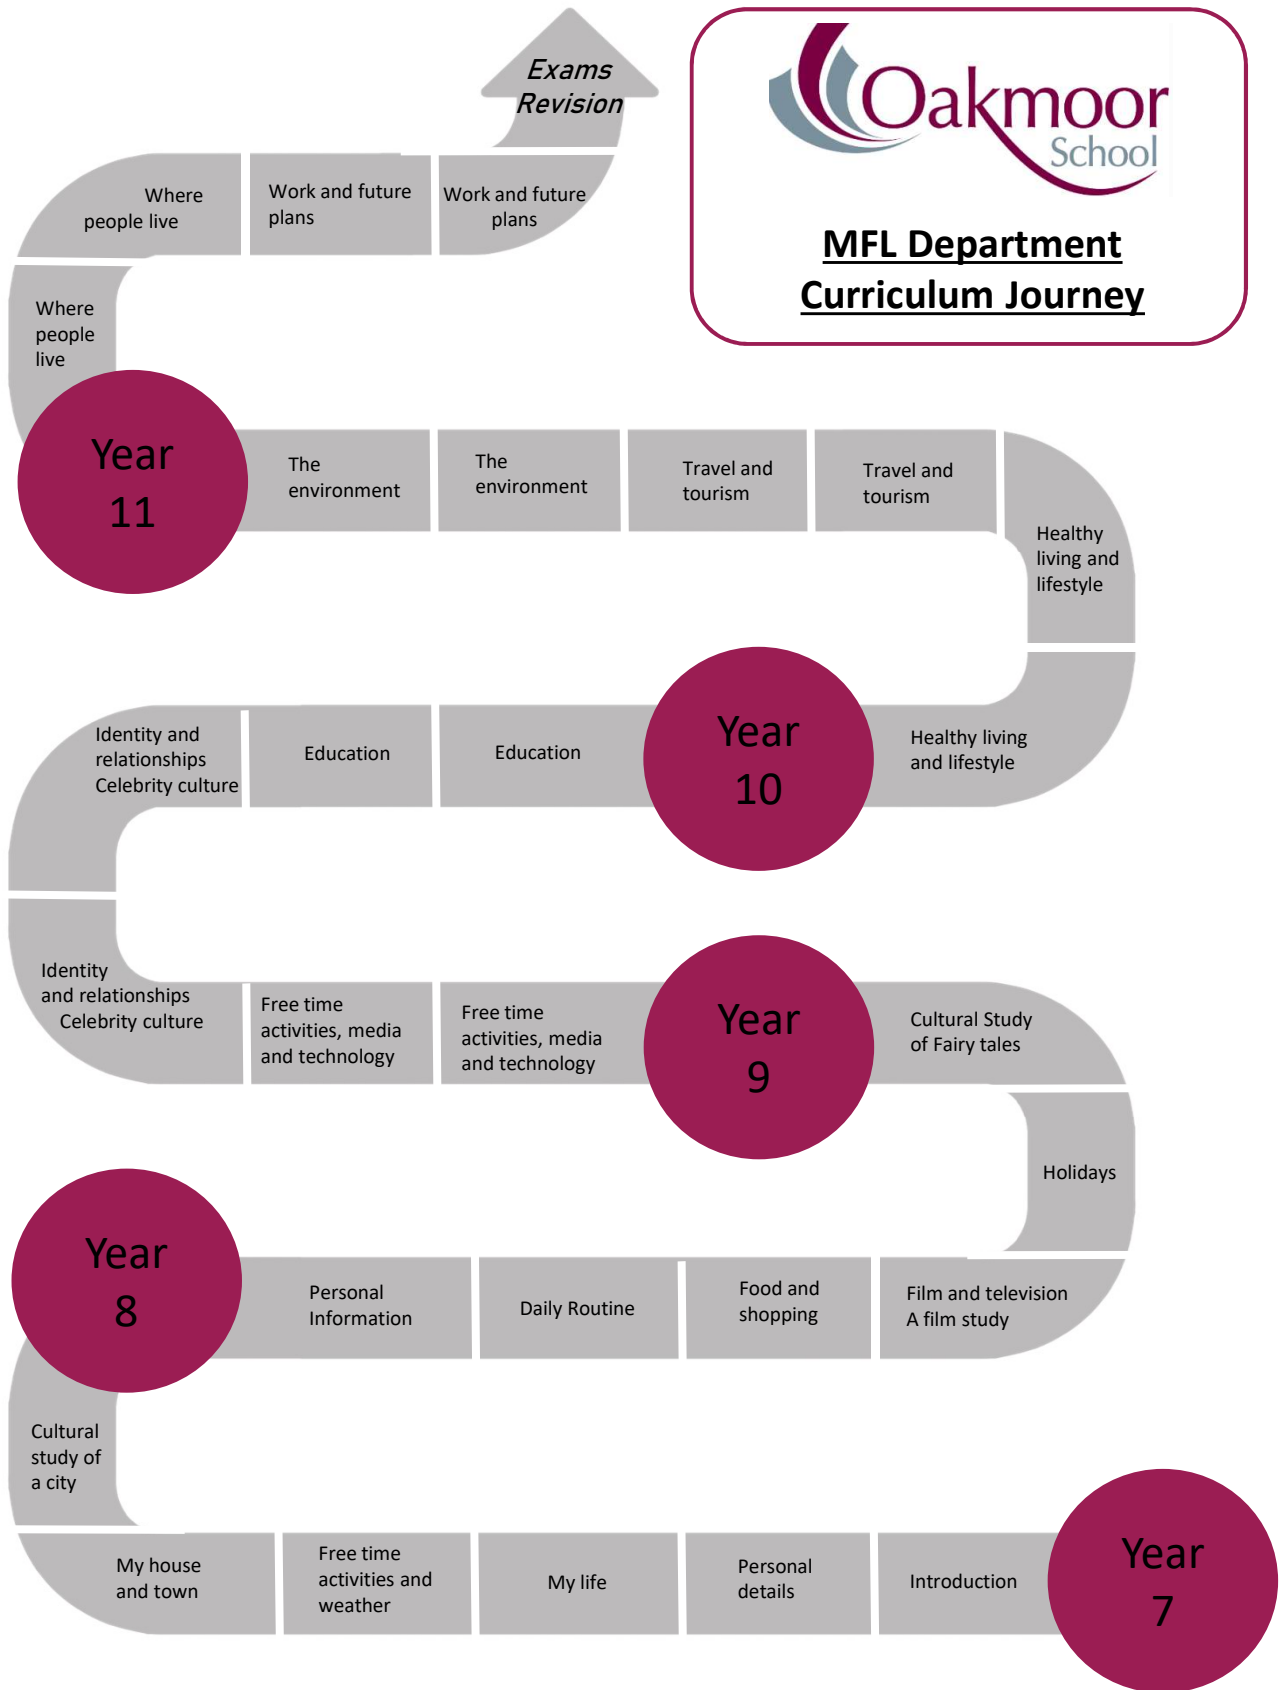 Exams
Revision
Oakmoor
School
MFL Department
Curriculum Journey
Where
people live
Work and future
plans
Work and future
plans
Where
people
live
Year
11
The
environment
The
environment
Travel and
tourism
Travel and
tourism
Healthy
living and
lifestyle
Identity and
relationships
Celebrity culture
Education
Education
Year
10
Healthy living
and lifestyle
Identity
and relationships
Celebrity culture
Free time
activities, media
and technology
Free time
activities, media
and technology
Year
9
Cultural Study
of Fairy tales
Holidays
Year
8
Personal
Information
Daily Routine
Food and
shopping
Film and television
A film study
Cultural
study of
a city
My house
and town
Free time
activities and
weather
My life
Personal
details
Introduction
Year
7